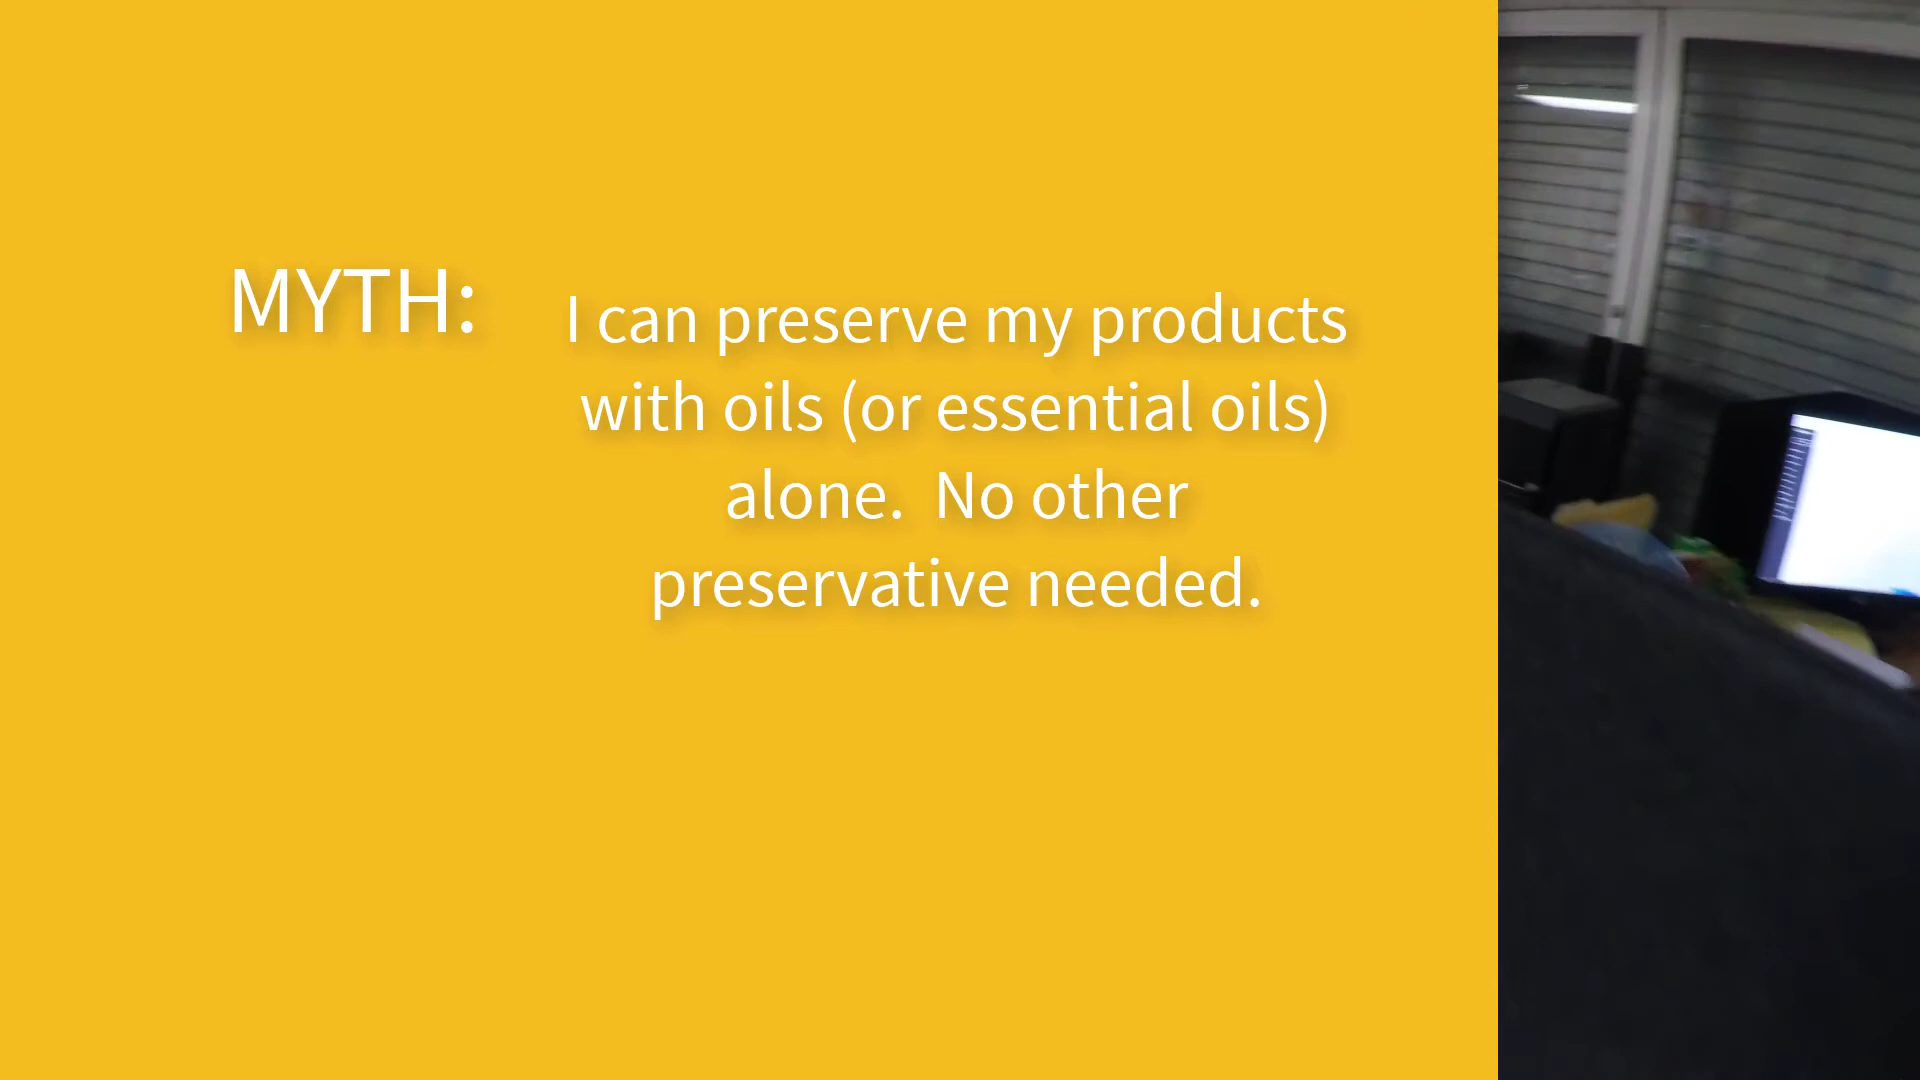 MYTH:
I can preserve my products
with oils (or essential oils)
alone.  No other
preservative needed.